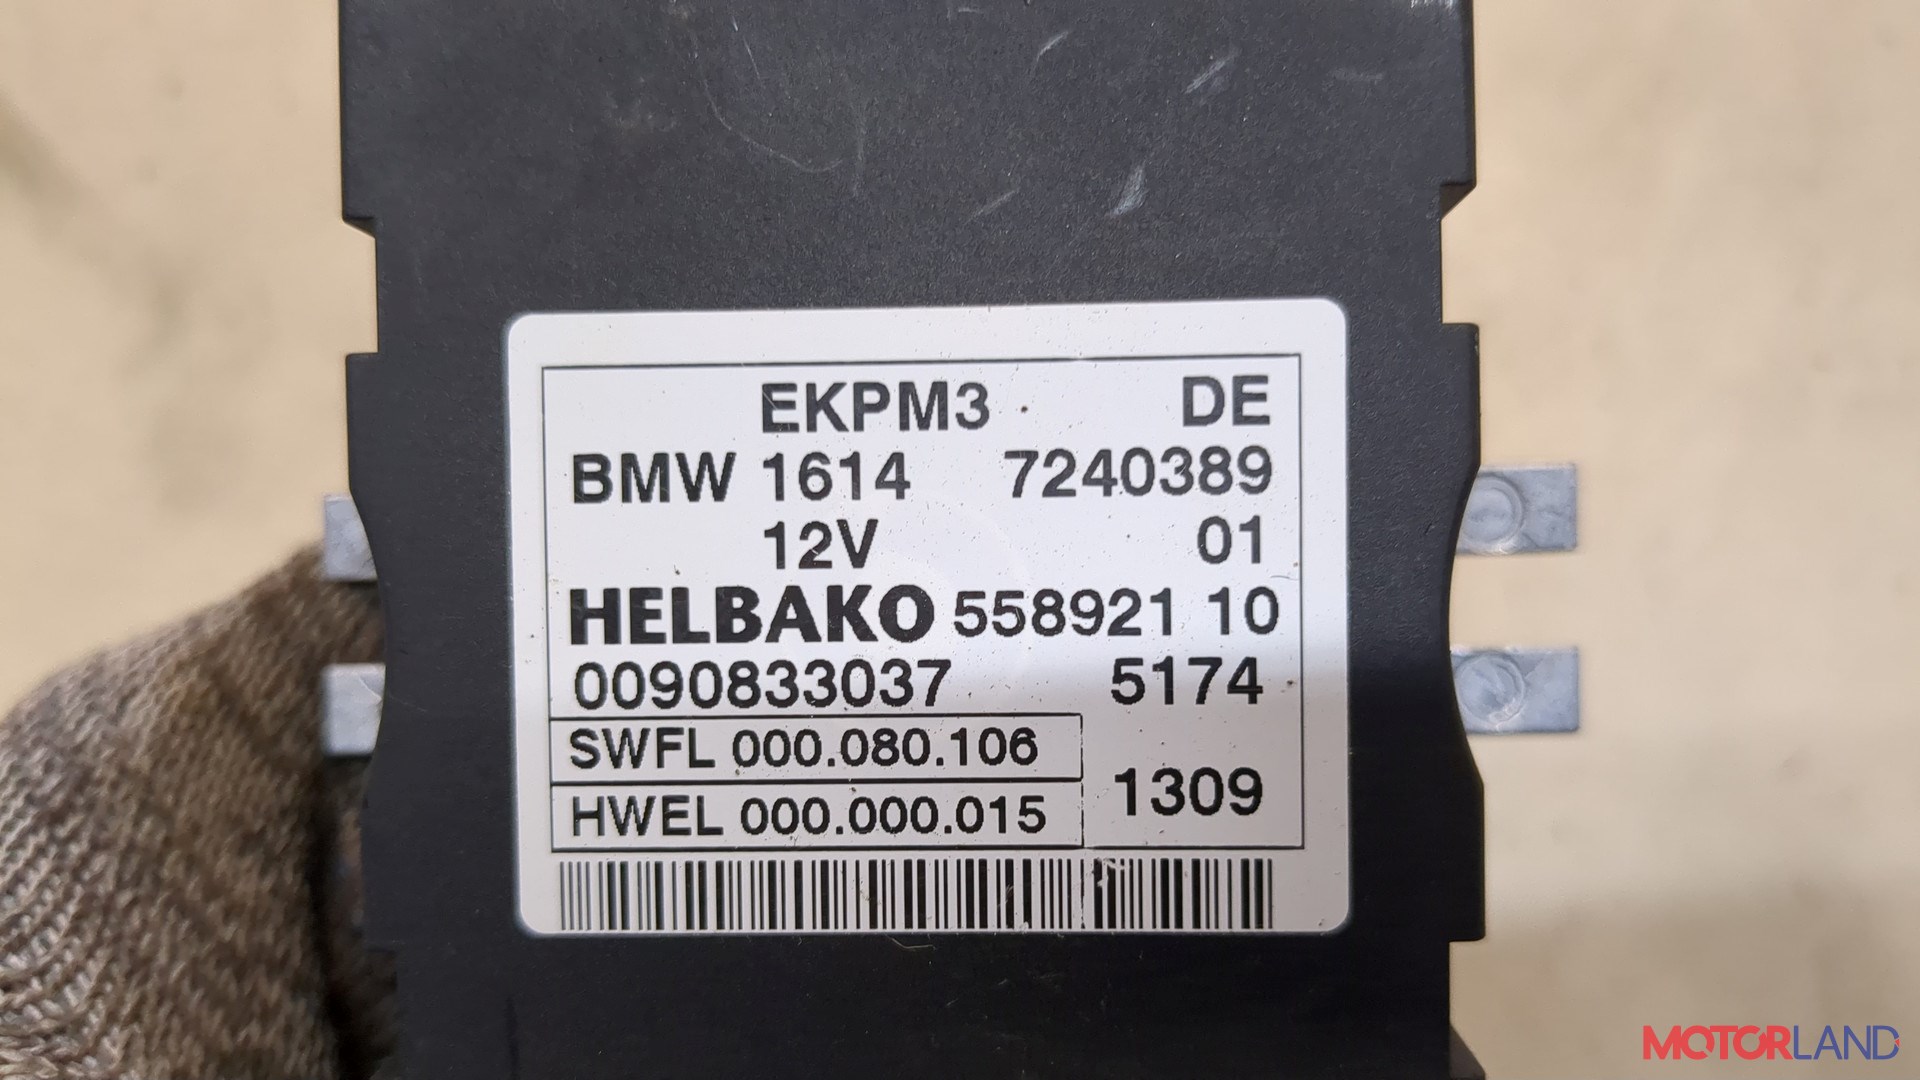 EKPM3 DE
BMW 1614 7240389
12V 01
HELBAKO 558921 10
0090833037 5174
SWFL 000.080.106
HWEL 000.000.015
1309
MOTORLAND